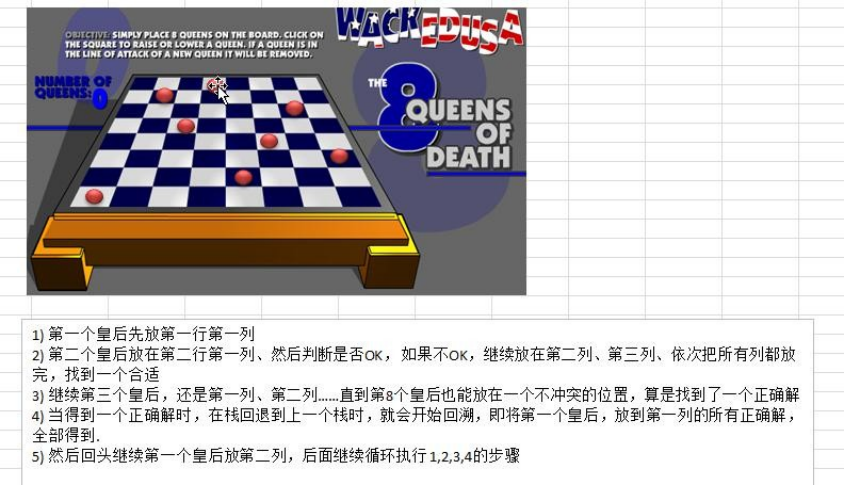 WACKEDUSA
OBJECTIVE: SIMPLY PLACE 8 QUEENS ON THE BOARD. CLICK ON
THE SQUARE TO RAISE OR LOWER A QUEEN. IF A QUEEN IS IN
THE LINE OF ATTACK OF A NEW QUEEN IT WILL BE REMOVED.
NUMBER OF
QUEENS: 0
THE
8 QUEENS
OF
DEATH
1) 第一个皇后先放第一行第一列
2) 第二个皇后放在第二行第一列、然后判断是否OK，如果不OK，继续放在第二列、第三列、依次把所有列都放
完，找到一个合适
3) 继续第三个皇后，还是第一列、第二列……直到第8个皇后也能放在一个不冲突的位置，算是找到了一个正确解
4) 当得到一个正确解时，在栈回退到上一个栈时，就会开始回溯，即将第一个皇后，放到第一列的所有正确解，
全部得到.
5) 然后回头继续第一个皇后放第二列，后面继续循环执行 1,2,3,4的步骤